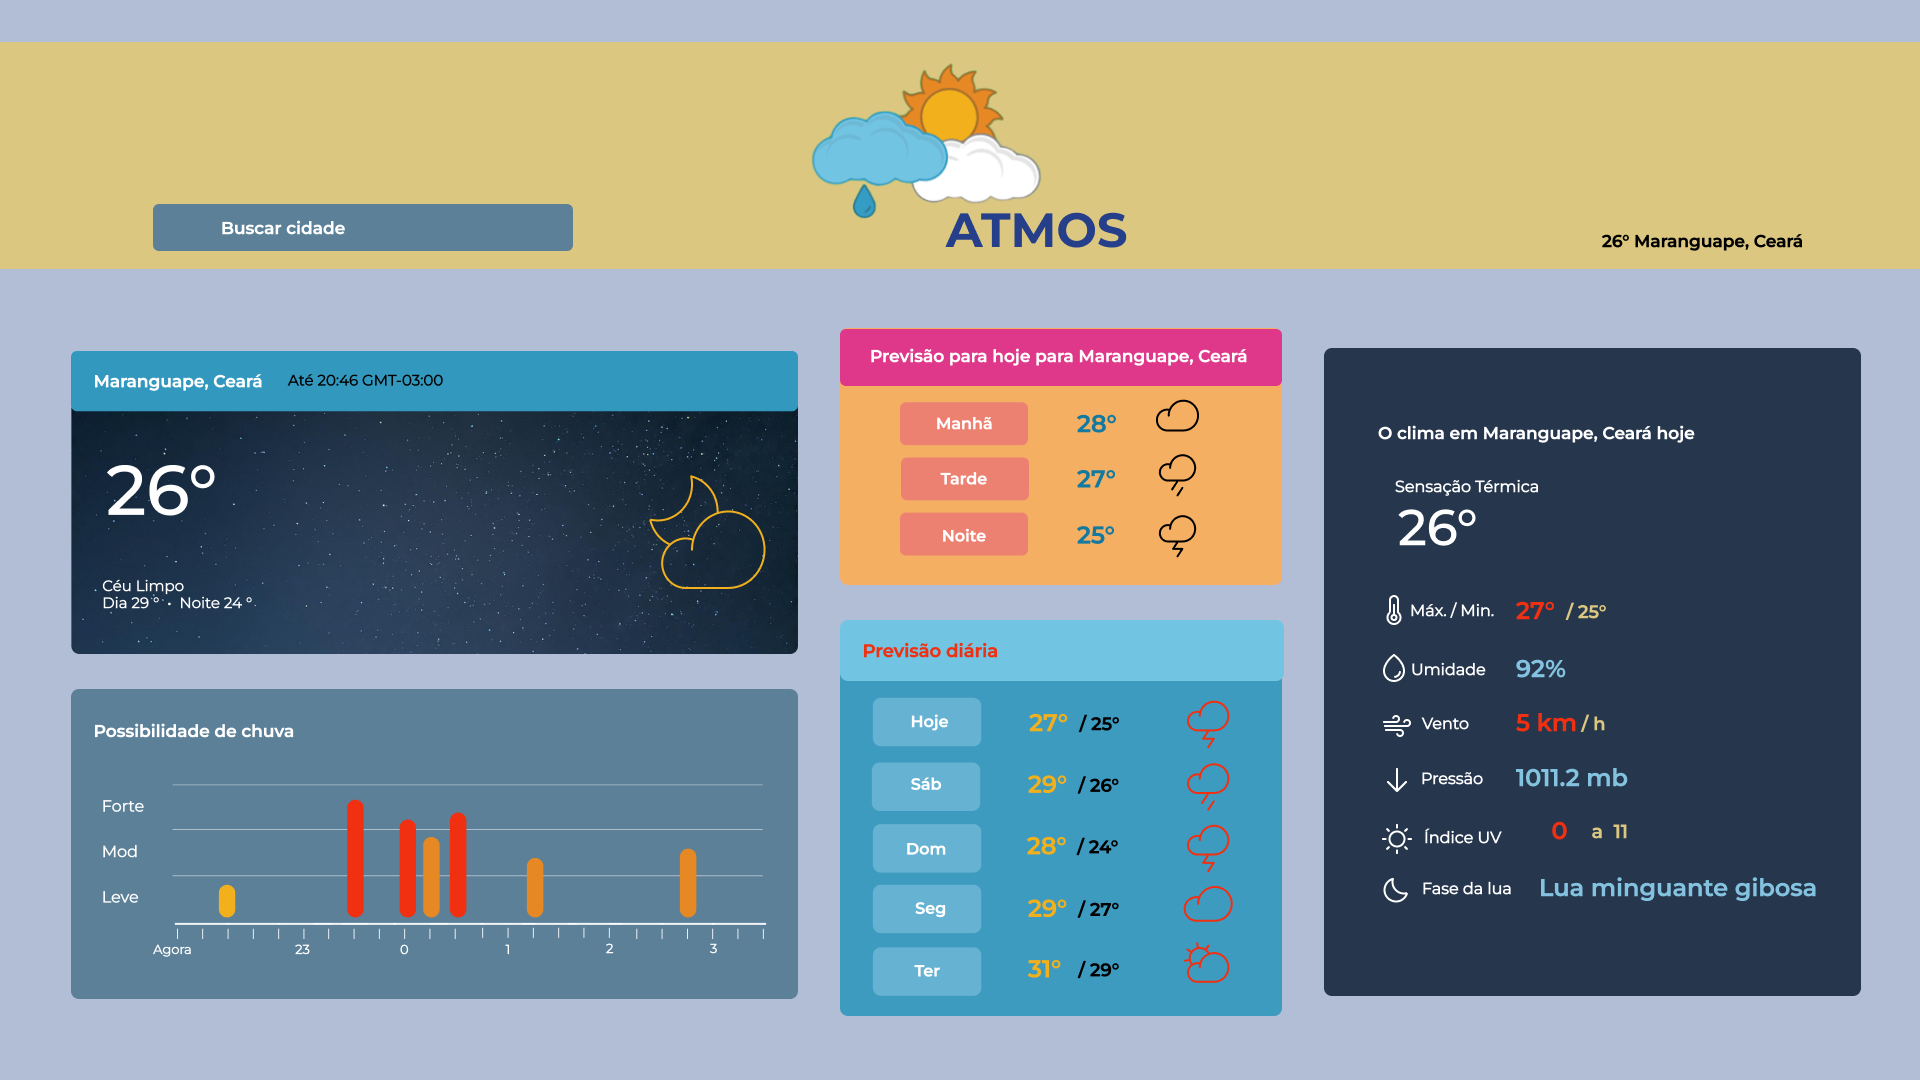 Buscar cidade
ATMOS
26° Maranguape, Ceará
Maranguape, Ceará Até 20:46 GMT-03:00
26°
Céu Limpo
Dia 29 ° • Noite 24 °
Possibilidade de chuva
Forte
Mod
Leve
Agora 23 0 1 2 3
Previsão para hoje para Maranguape, Ceará
Manhã 28°
Tarde 27°
Noite 25°
Previsão diária
Hoje 27° / 25°
Sáb 29° / 26°
Dom 28° / 24°
Seg 29° / 27°
Ter 31° / 29°
O clima em Maranguape, Ceará hoje
Sensação Térmica
26°
Máx. / Min. 27° / 25°
Umidade 92%
Vento 5 km / h
Pressão 1011.2 mb
Índice UV 0 a 11
Fase da lua Lua minguante gibosa